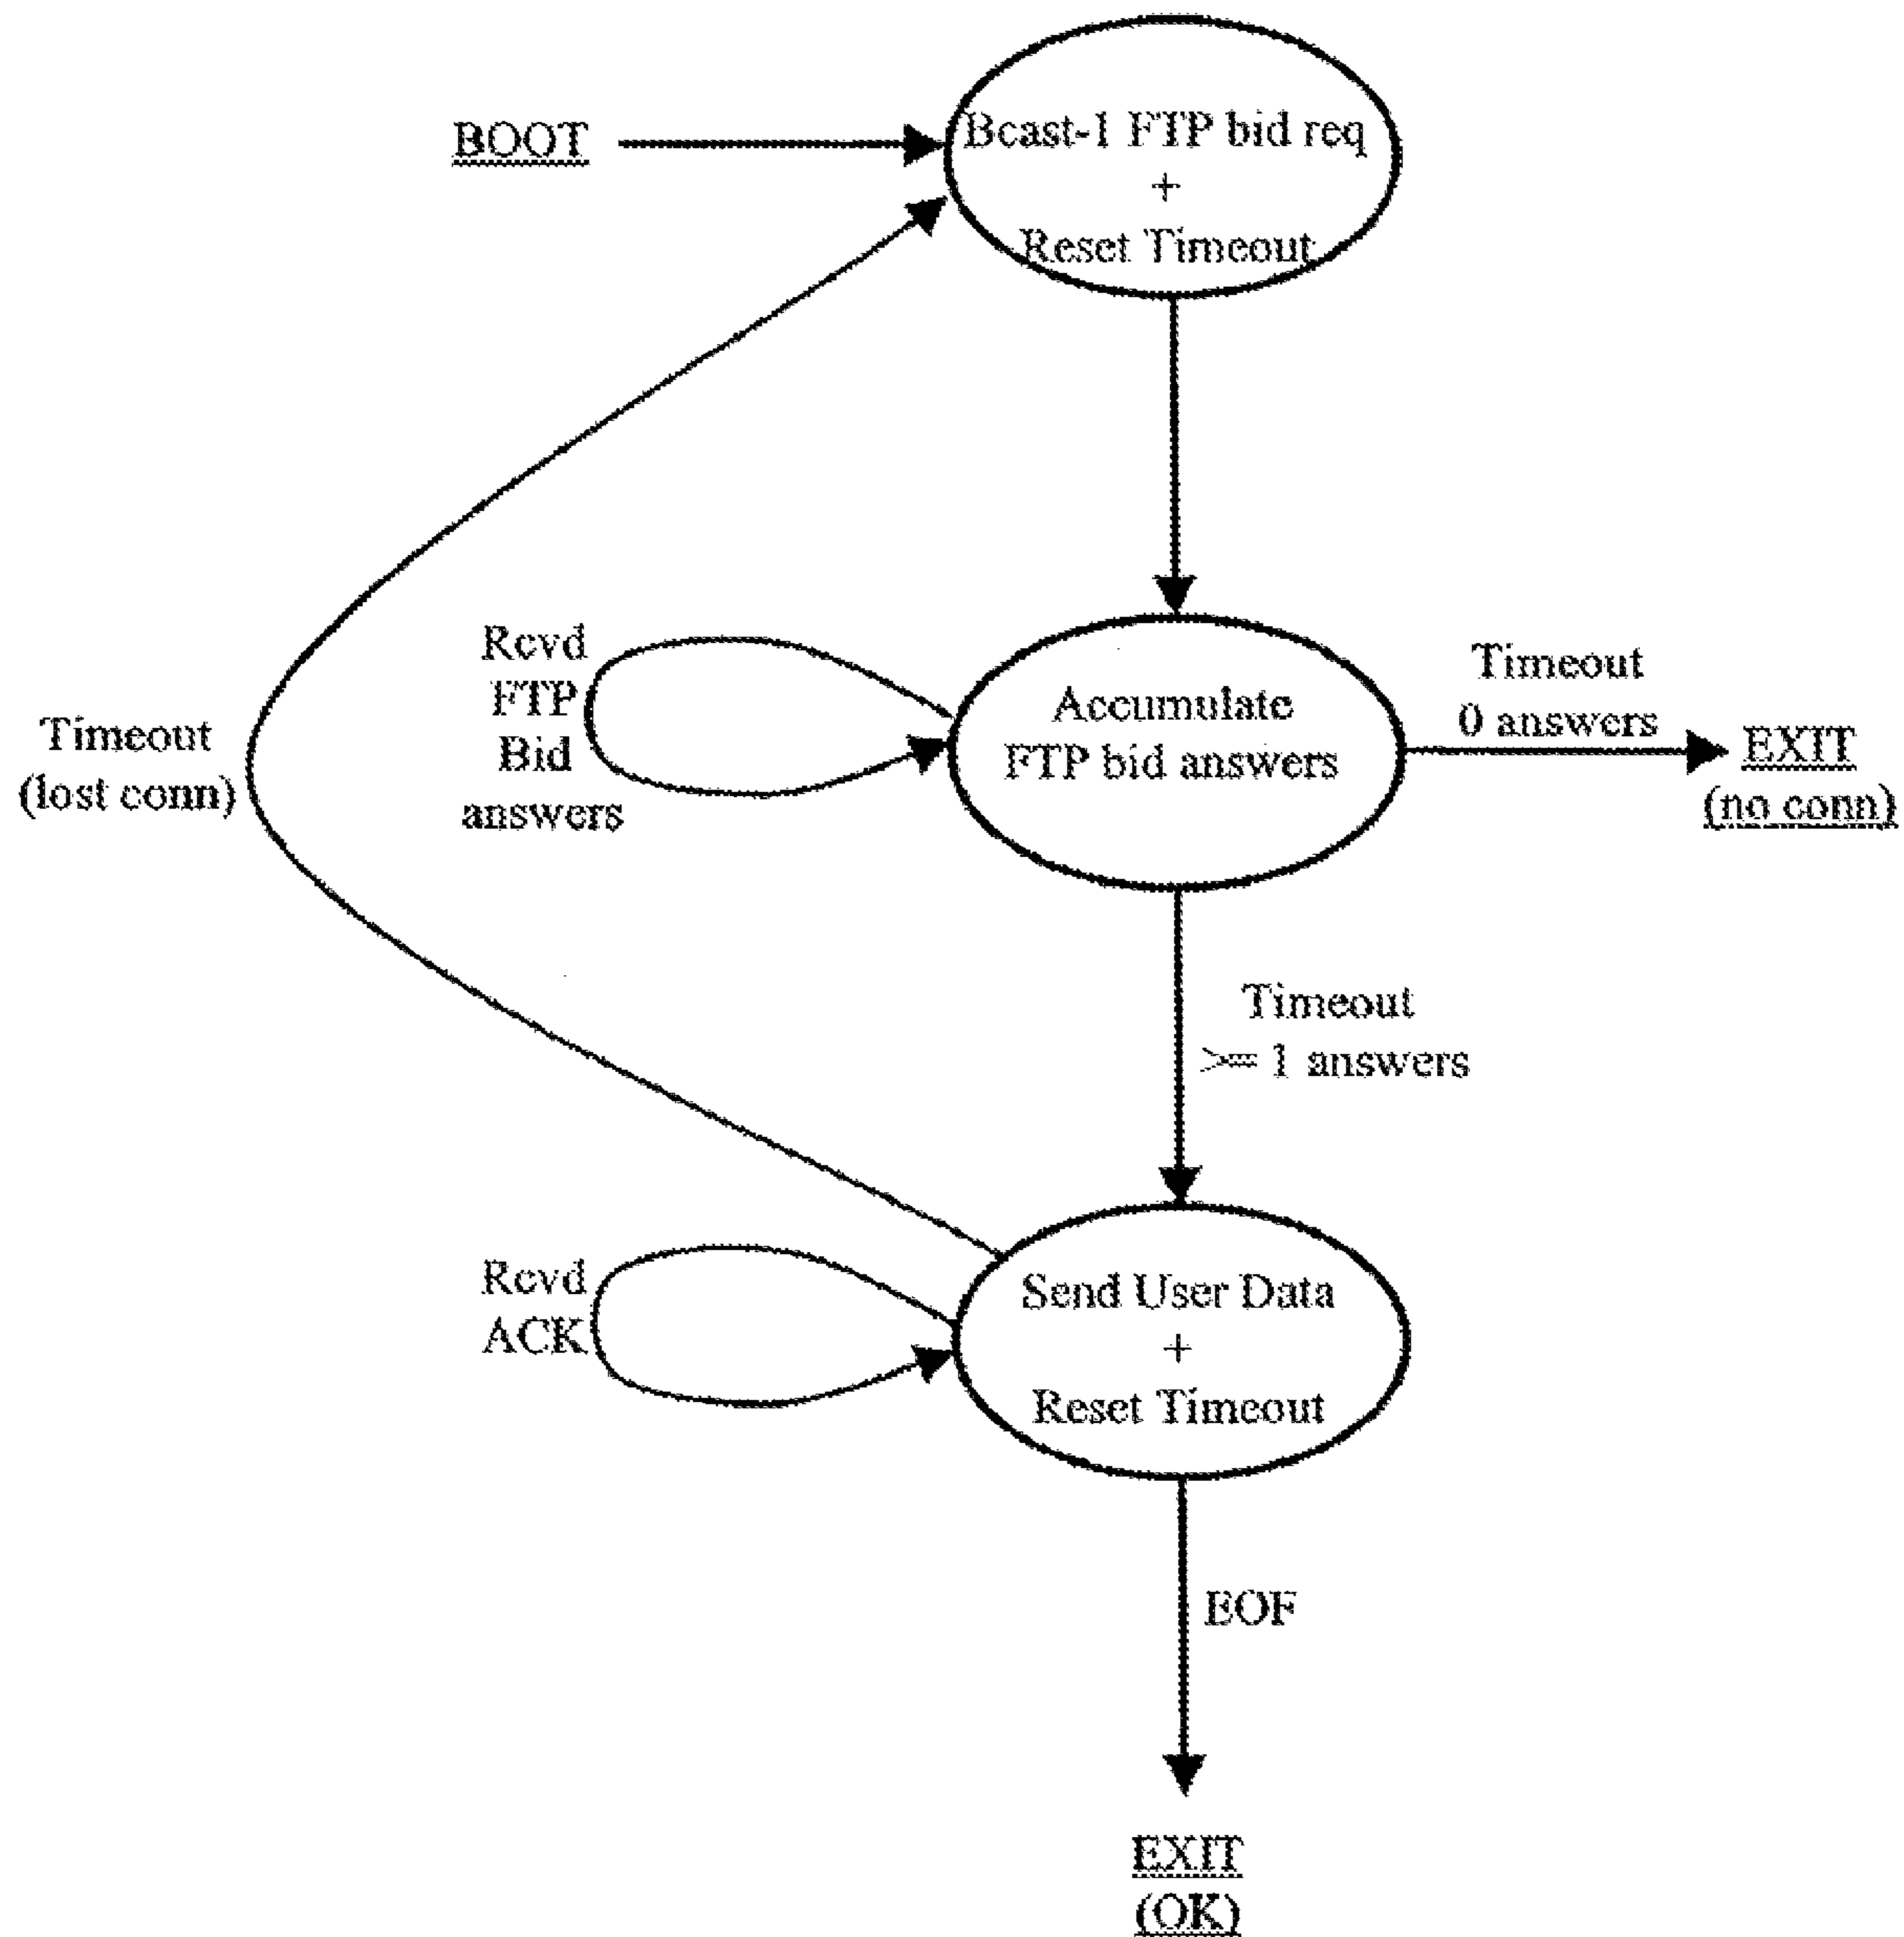 BOOT
Bcast-1 FTP bid req
+
Reset Timeout
Rcvd
FTP
Bid
answers
Accumulate
FTP bid answers
Timeout
0 answers
EXIT
(no conn)
Timeout
(lost conn)
Timeout
>= 1 answers
Rcvd
ACK
Send User Data
+
Reset Timeout
EOF
EXIT
(OK)